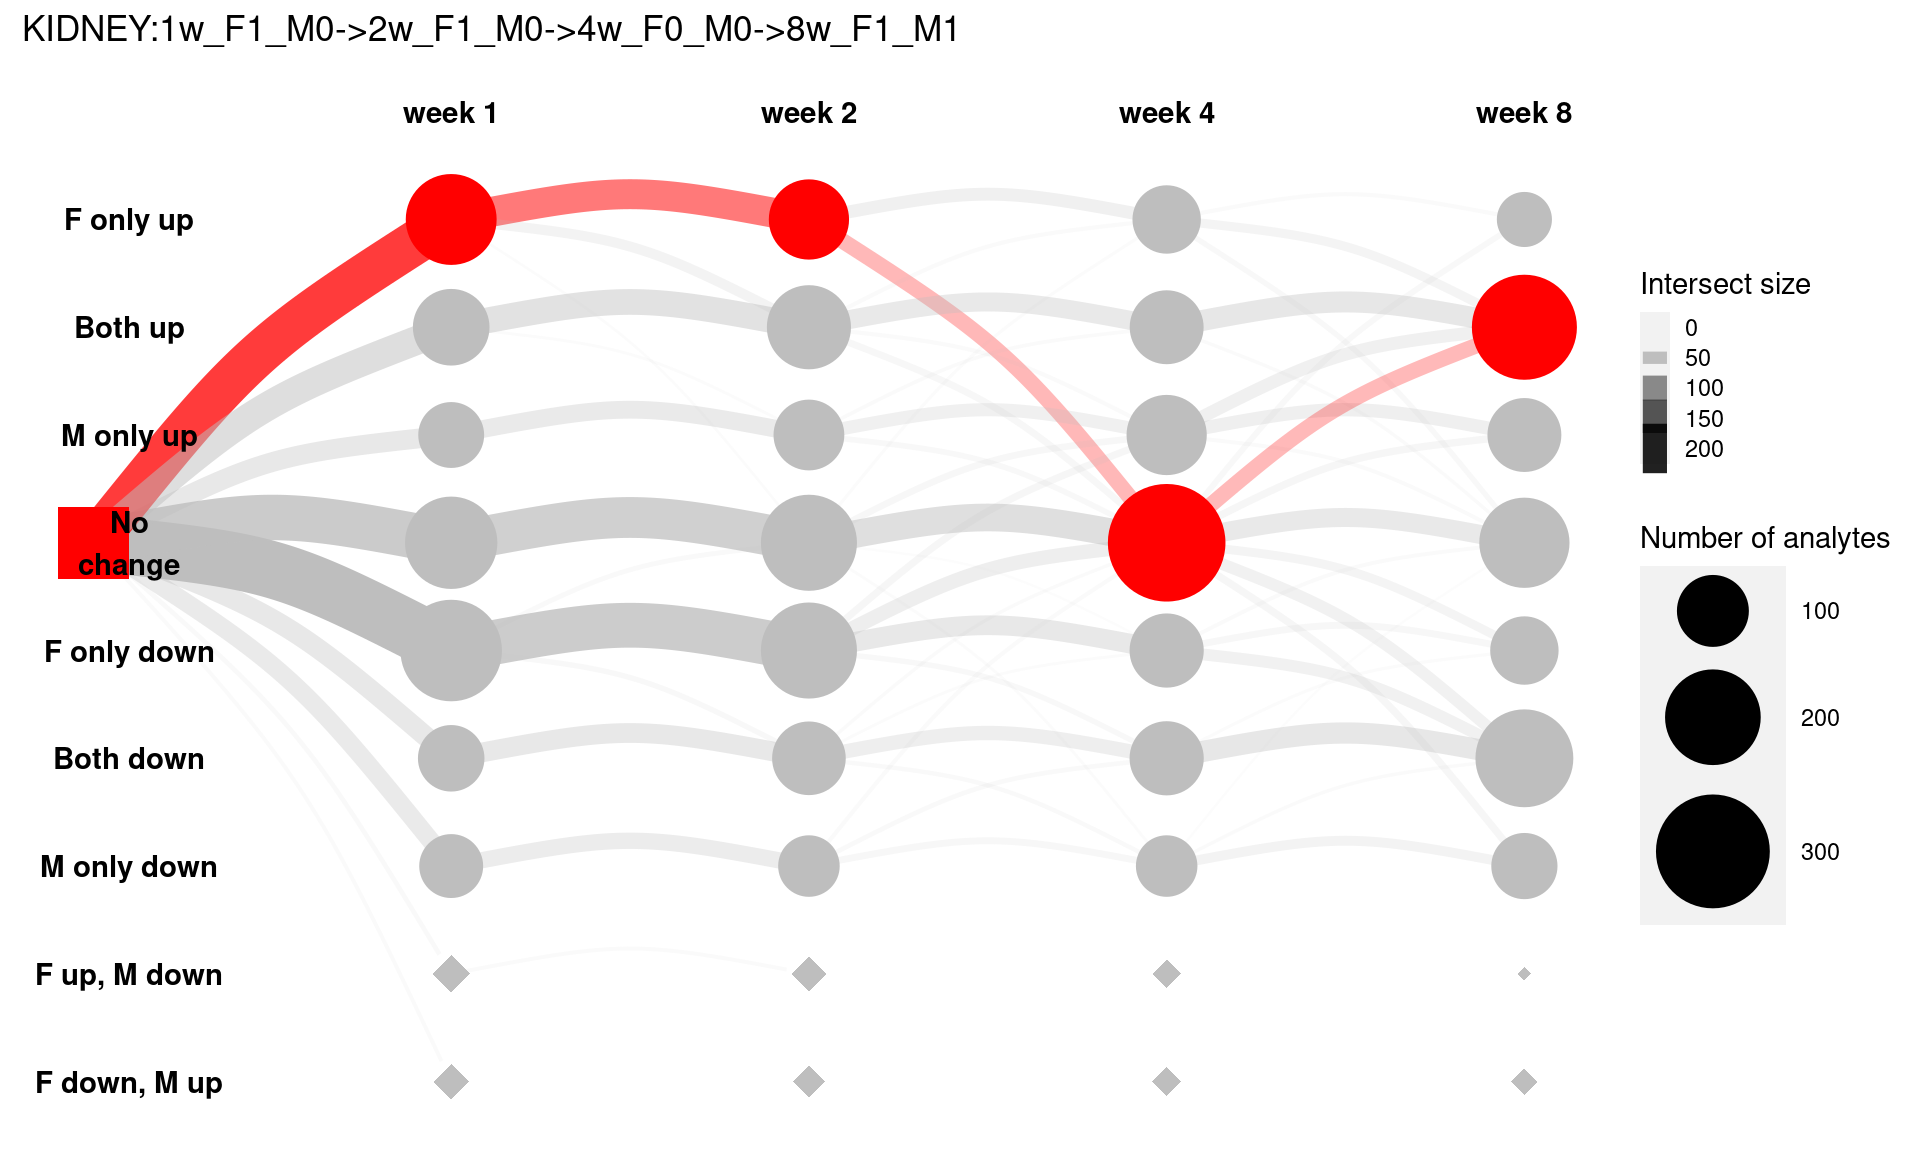 KIDNEY:1w_F1_M0->2w_F1_M0->4w_F0_M0->8w_F1_M1
week 1
week 2
week 4
week 8
F only up
Both up
M only up
No
change
F only down
Both down
M only down
F up, M down
F down, M up
Intersect size
0
50
100
150
200
Number of analytes
100
200
300